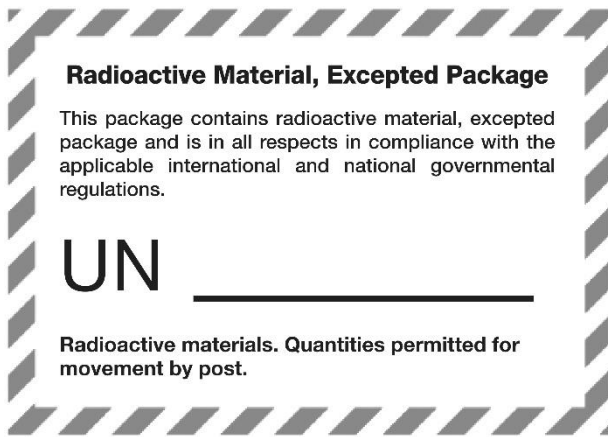 Radioactive Material, Excepted Package
This package contains radioactive material, excepted
package and is in all respects in compliance with the
applicable international and national governmental
regulations.
UN
Radioactive materials. Quantities permitted for
movement by post.